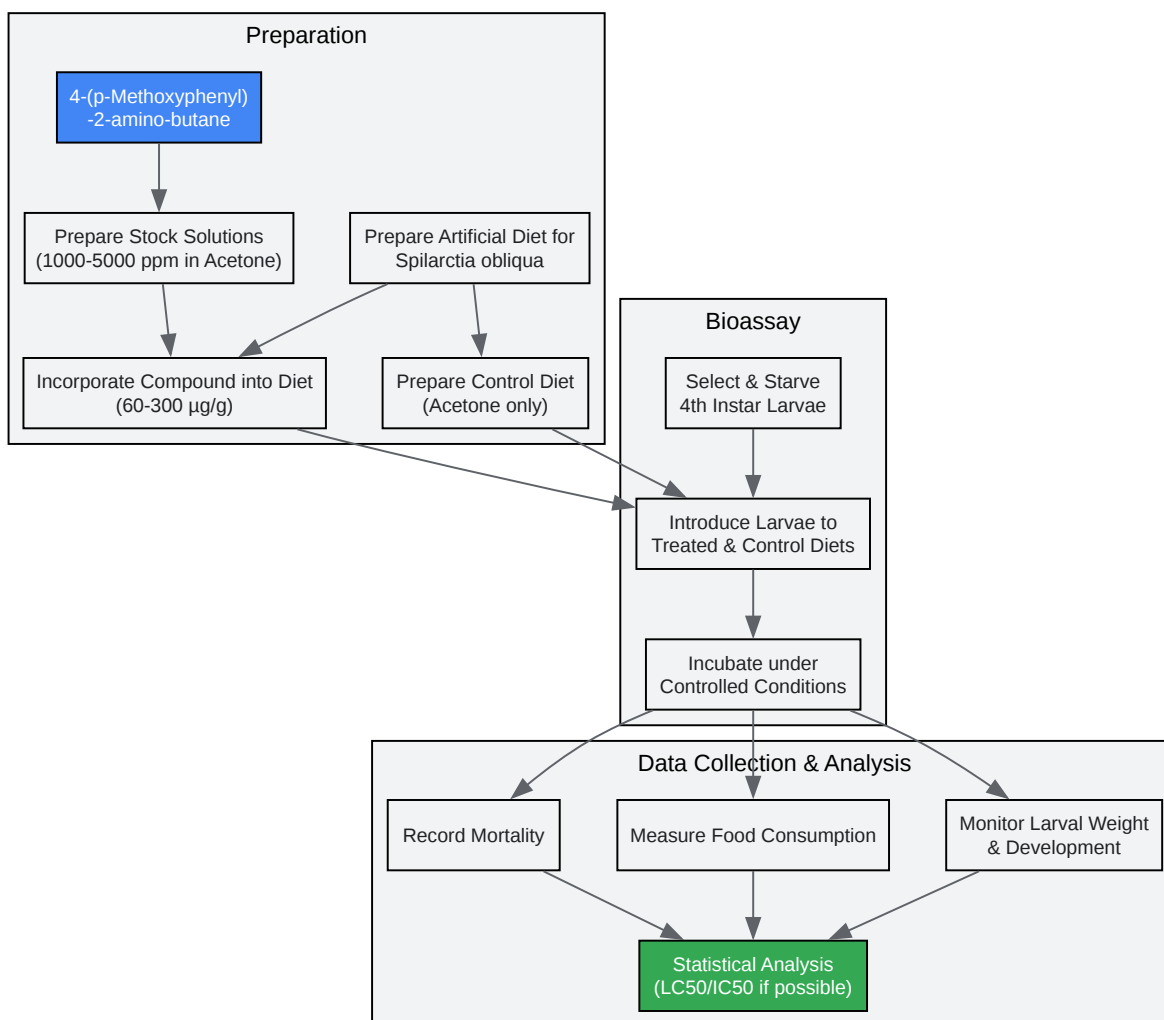 Preparation
4-(p-Methoxyphenyl)
-2-amino-butane
Prepare Stock Solutions
(1000-5000 ppm in Acetone)
Prepare Artificial Diet for
Spilarctia obliqua
Incorporate Compound into Diet
(60-300 µg/g)
Prepare Control Diet
(Acetone only)
Bioassay
Select & Starve
4th Instar Larvae
Introduce Larvae to
Treated & Control Diets
Incubate under
Controlled Conditions
Data Collection & Analysis
Record Mortality
Measure Food Consumption
Monitor Larval Weight
& Development
Statistical Analysis
(LC50/IC50 if possible)